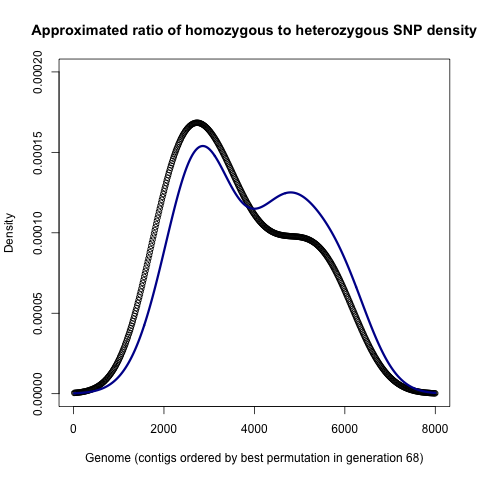 Approximated ratio of homozygous to heterozygous SNP density
0.00020
0.00015
0.00010
0.00005
0.00000
Density
0 2000 4000 6000 8000
Genome (contigs ordered by best permutation in generation 68)